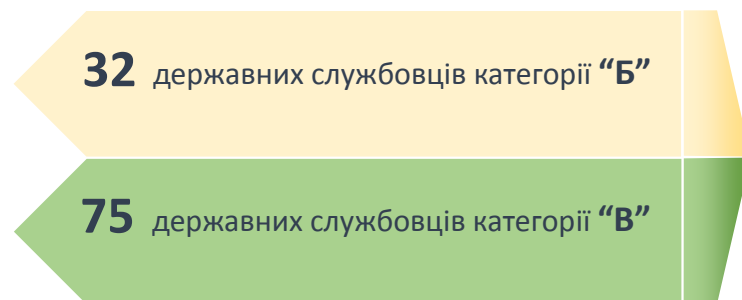 32 державних службовців категорії “Б”
75 державних службовців категорії “В”